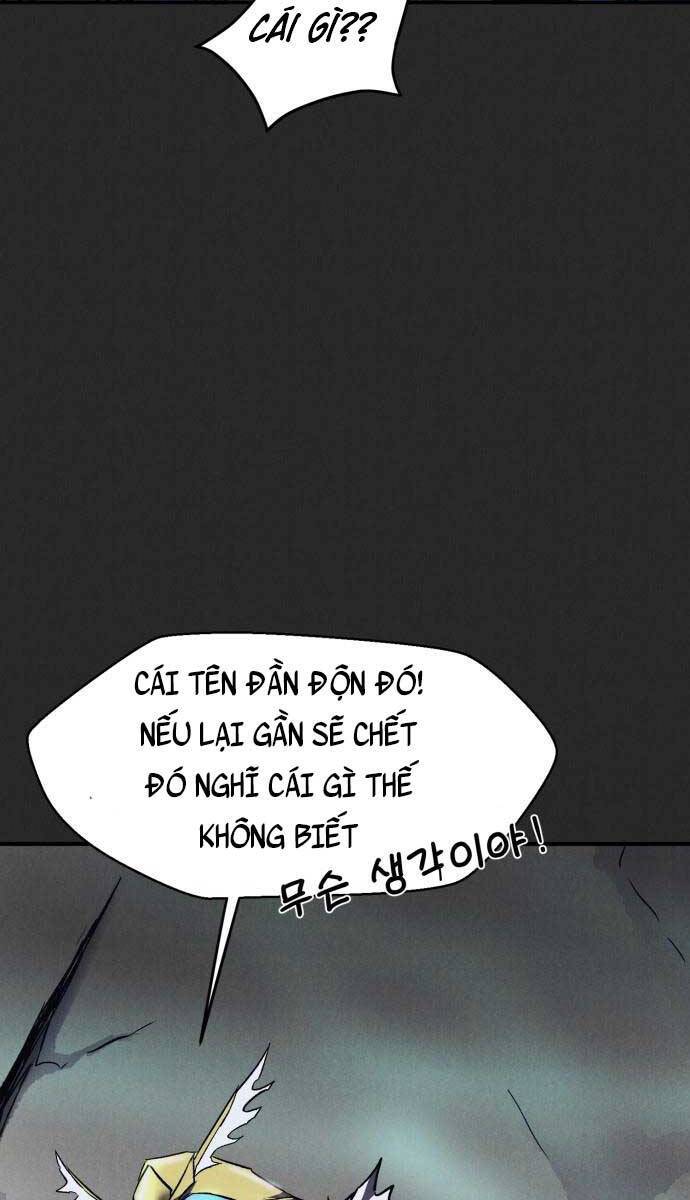 CÁI GÌ??
CÁI TÊN ĐẦN ĐỘN ĐÓ!
NẾU LẠI GẦN SẼ CHẾT
ĐÓ NGHĨ CÁI GÌ THẾ
KHÔNG BIẾT
무슨 생각이야!